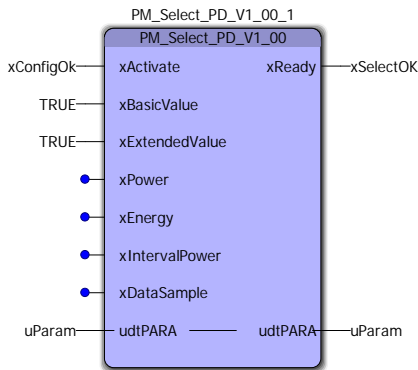 PM_Select_PD_V1_00_1
PM_Select_PD_V1_00
xConfigOk xActivate xReady xSelectOK
TRUE xBasicValue
TRUE xExtendedValue
xPower
xEnergy
xIntervalPower
xDataSample
uParam udtPARA udtPARA uParam